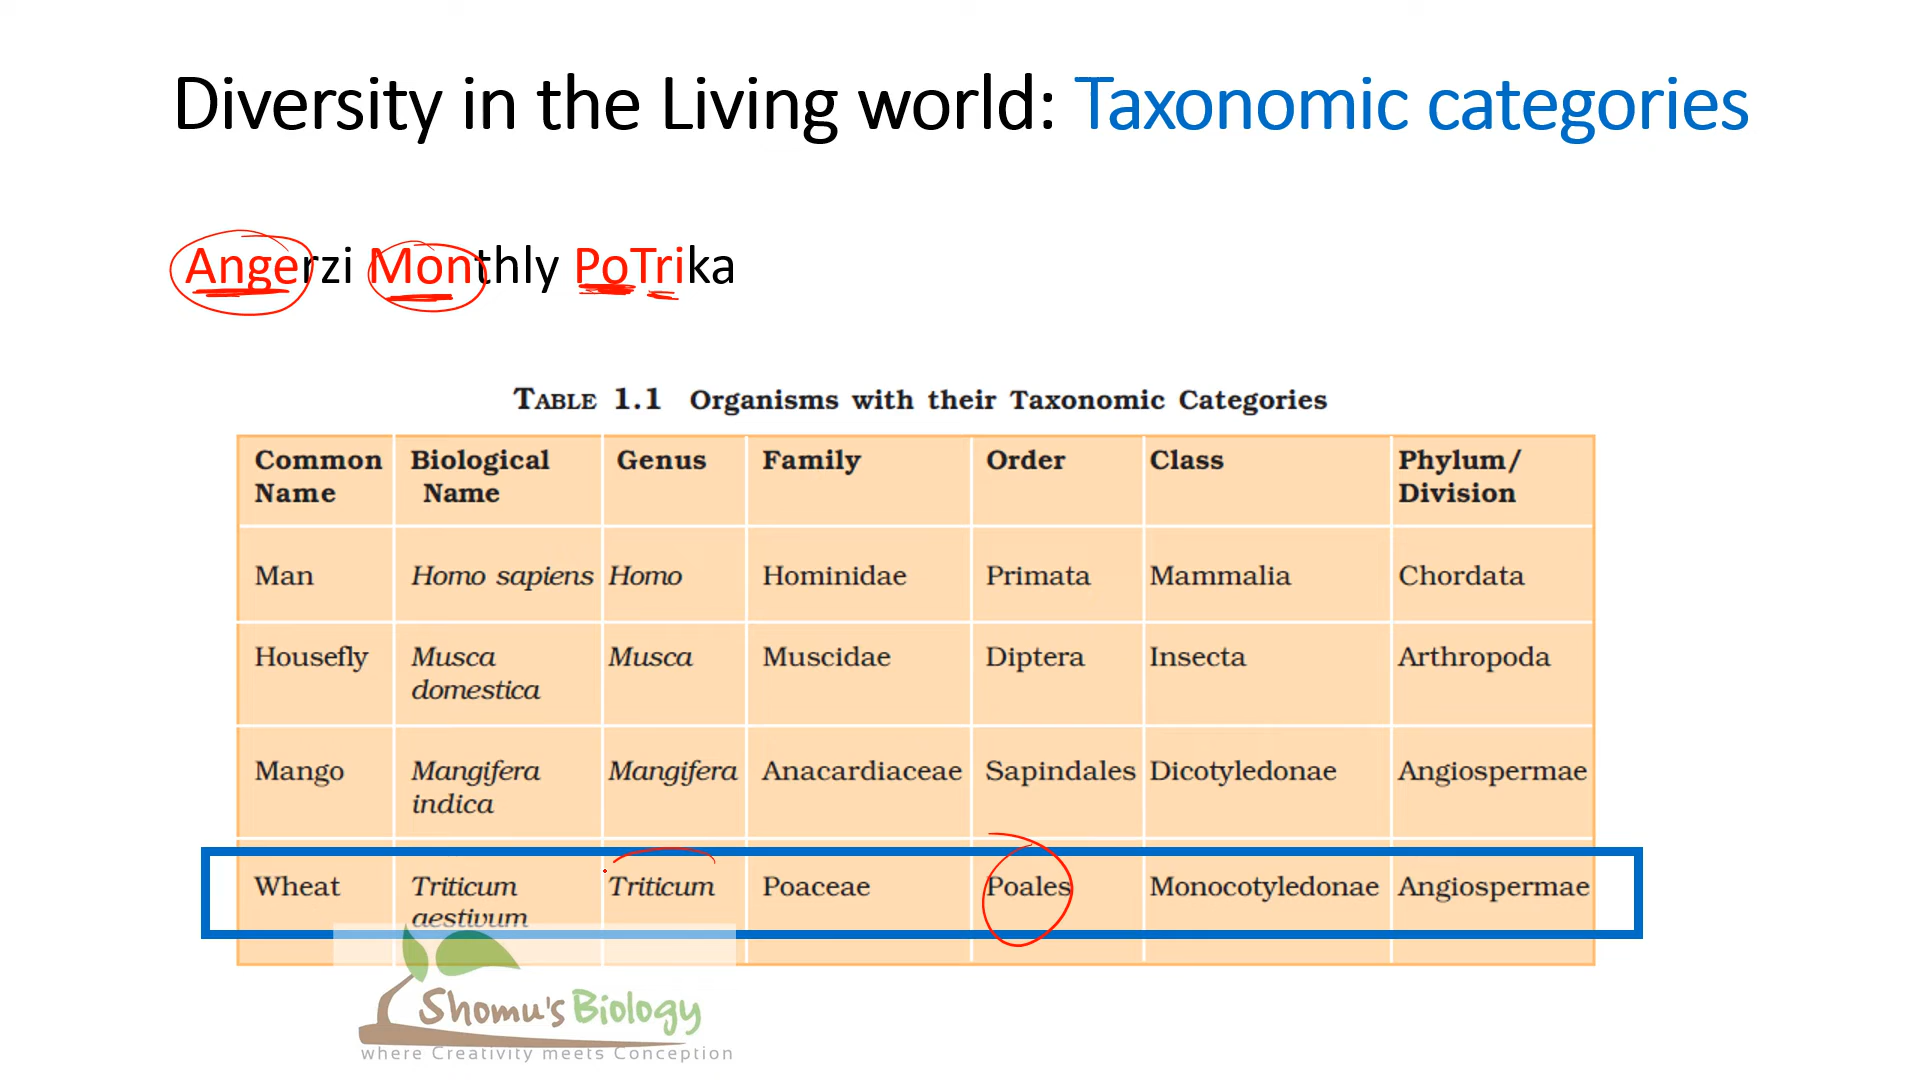 Diversity in the Living world: Taxonomic categories
Angerzi Monthly PoTrika
TABLE 1.1 Organisms with their Taxonomic Categories
Common Name Biological Name Genus Family Order Class Phylum/ Division
Man Homo sapiens Homo Hominidae Primata Mammalia Chordata
Housefly Musca domestica Musca Muscidae Diptera Insecta Arthropoda
Mango Mangifera indica Mangifera Anacardiaceae Sapindales Dicotyledonae Angiospermae
Wheat Triticum aestivum Triticum Poaceae Poales Monocotyledonae Angiospermae
Shomu's Biology
where Creativity meets Conception